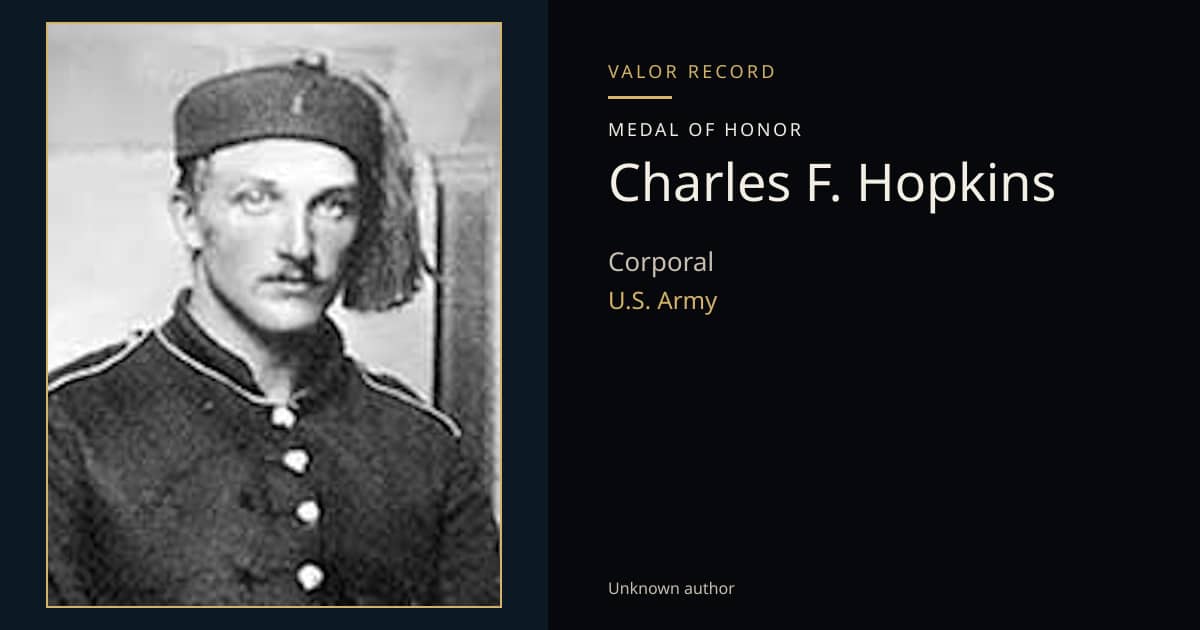 VALOR RECORD
MEDAL OF HONOR
Charles F. Hopkins
Corporal
U.S. Army
Unknown author